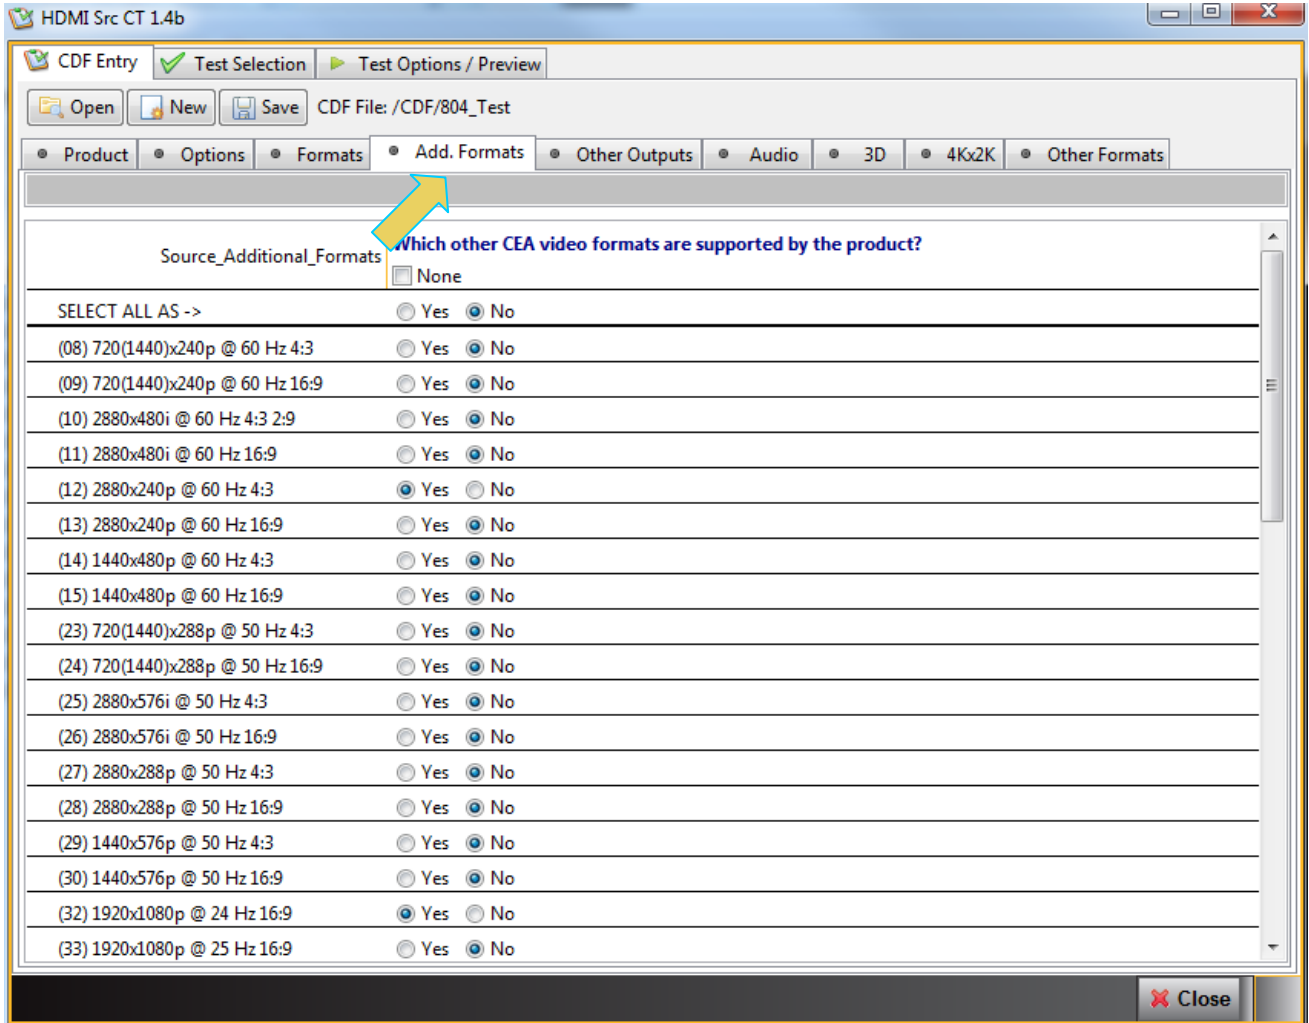 HDMI Src CT 1.4b
CDF Entry Test Selection Test Options / Preview
Open New Save CDF File: /CDF/804_Test
Product Options Formats Add. Formats Other Outputs Audio 3D 4Kx2K Other Formats
Source_Additional_Formats Which other CEA video formats are supported by the product?
None
SELECT ALL AS -> Yes No
(08) 720(1440)x240p @ 60 Hz 4:3 Yes No
(09) 720(1440)x240p @ 60 Hz 16:9 Yes No
(10) 2880x480i @ 60 Hz 4:3 2:9 Yes No
(11) 2880x480i @ 60 Hz 16:9 Yes No
(12) 2880x240p @ 60 Hz 4:3 Yes No
(13) 2880x240p @ 60 Hz 16:9 Yes No
(14) 1440x480p @ 60 Hz 4:3 Yes No
(15) 1440x480p @ 60 Hz 16:9 Yes No
(23) 720(1440)x288p @ 50 Hz 4:3 Yes No
(24) 720(1440)x288p @ 50 Hz 16:9 Yes No
(25) 2880x576i @ 50 Hz 4:3 Yes No
(26) 2880x576i @ 50 Hz 16:9 Yes No
(27) 2880x288p @ 50 Hz 4:3 Yes No
(28) 2880x288p @ 50 Hz 16:9 Yes No
(29) 1440x576p @ 50 Hz 4:3 Yes No
(30) 1440x576p @ 50 Hz 16:9 Yes No
(32) 1920x1080p @ 24 Hz 16:9 Yes No
(33) 1920x1080p @ 25 Hz 16:9 Yes No
Close